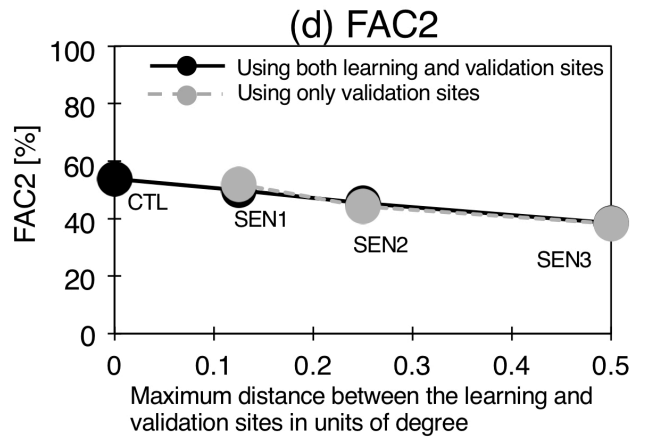 (d) FAC2
100
80
60
40
20
0
FAC2 [%]
Using both learning and validation sites
Using only validation sites
CTL
SEN1
SEN2
SEN3
0 0.1 0.2 0.3 0.4 0.5
Maximum distance between the learning and
validation sites in units of degree